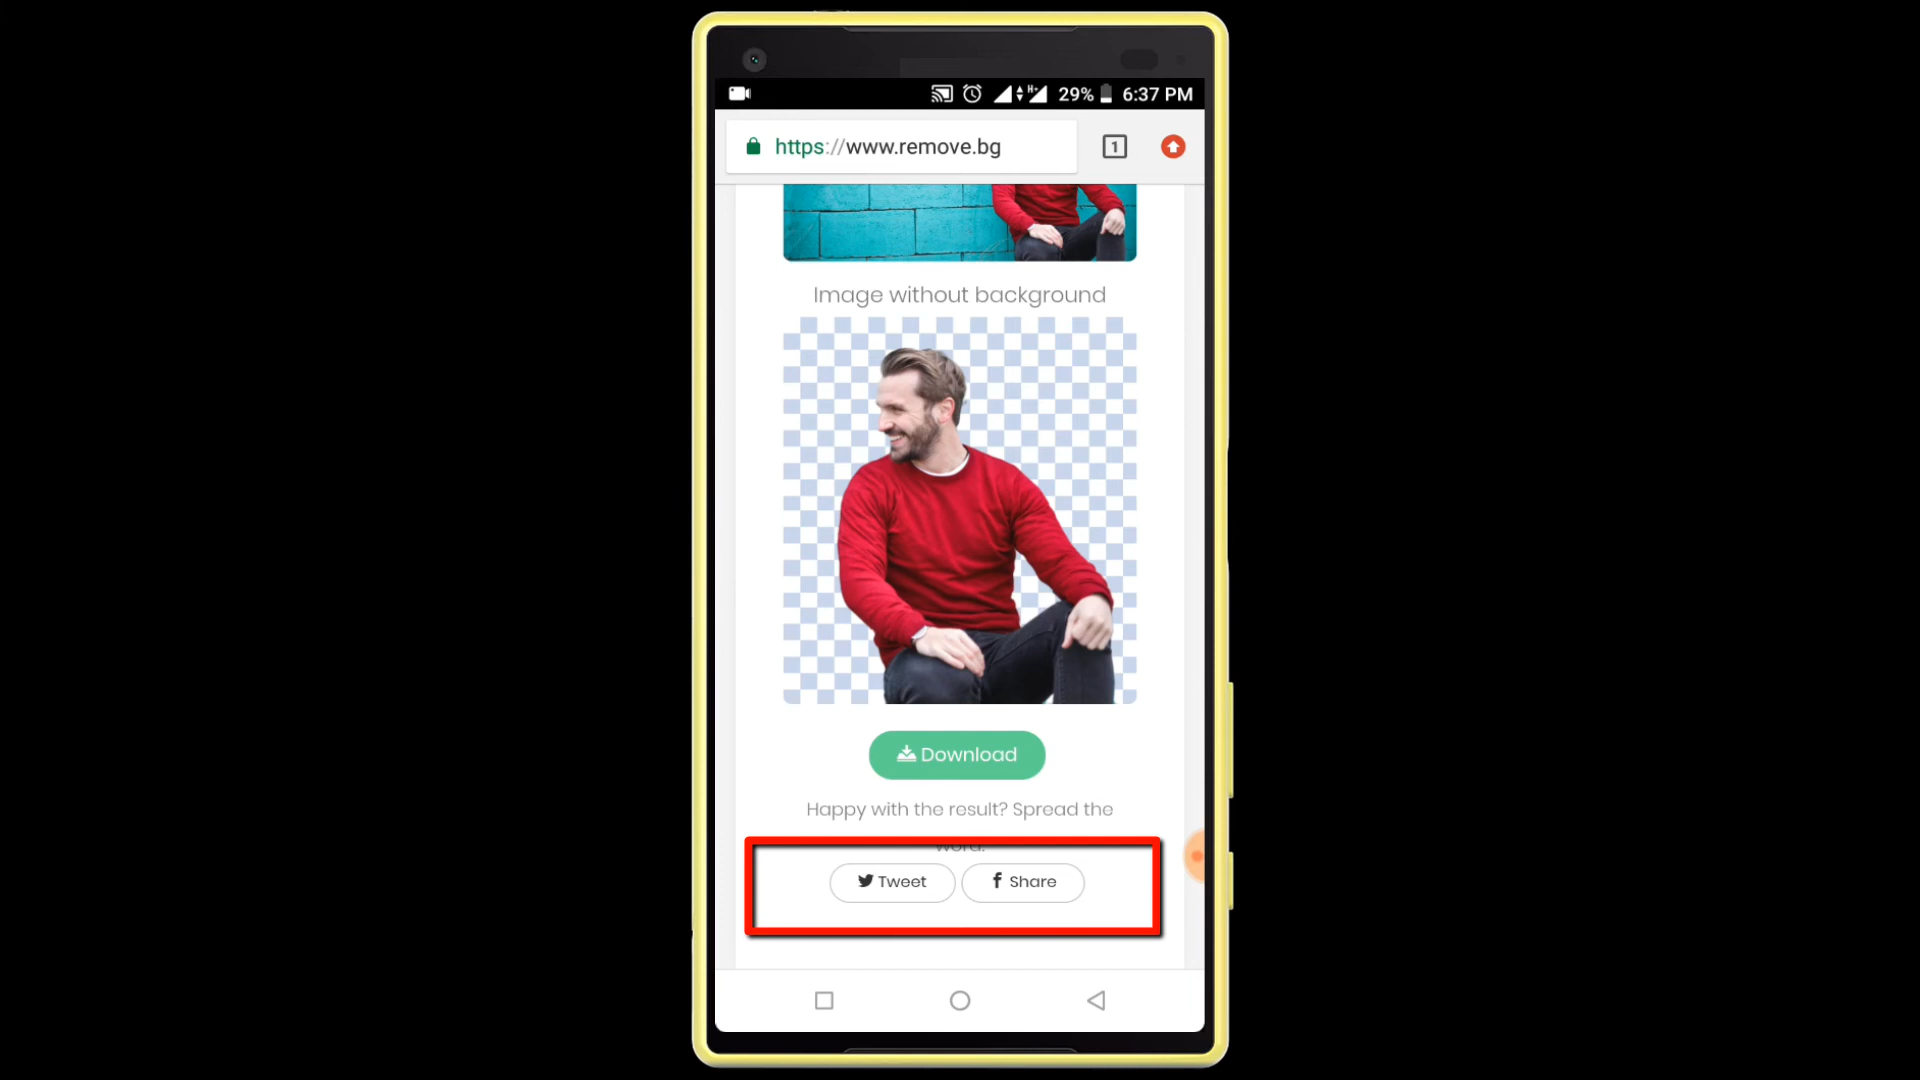 29% 6:37 PM
https://www.remove.bg 1
Image without background
Download
Happy with the result? Spread the
word.
Tweet Share